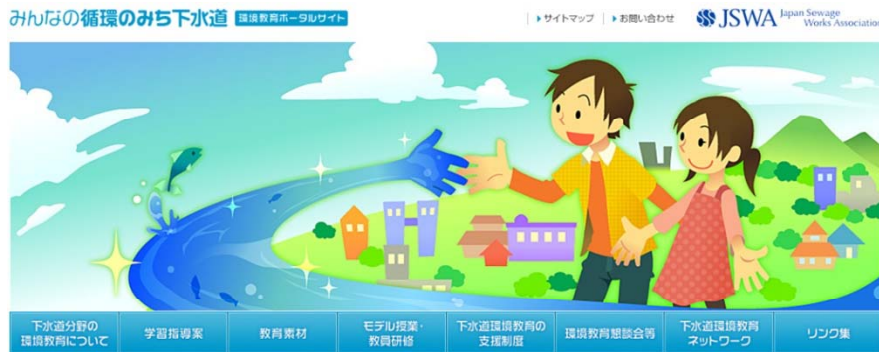 みんなの循環のみち下水道 環境教育ポータルサイト
サイトマップ お問い合わせ
JSWA Japan Sewage
Works Association
下水道分野の
環境教育について
学習指導案
教育素材
モデル授業・
教員研修
下水道環境教育の
支援制度
環境教育懇談会等
下水道環境教育
ネットワーク
リンク集